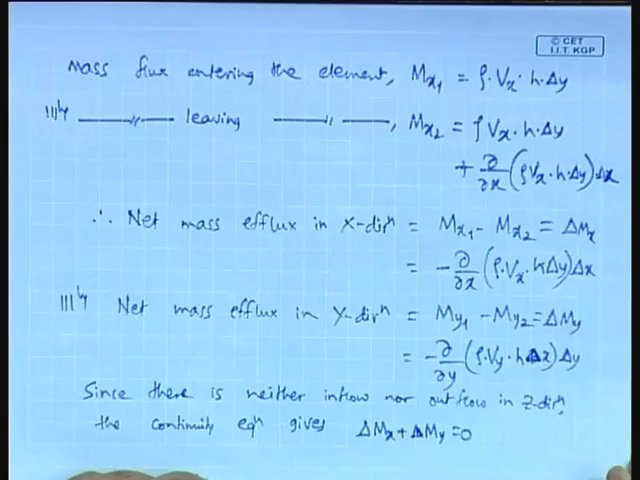 © CET
I.I.T. KGP
Mass flux entering the element, Mx₁ = ρ·Vx·h·Δy
|||ly —〃— leaving —〃—, Mx₂ = ρVx·h·Δy
+ ∂/∂x (ρVx·h·Δy)Δx
∴ Net mass efflux in X-dirⁿ = Mx₁ - Mx₂ = ΔMx
= -∂/∂x (ρ·Vx·hΔy)Δx
|||ly Net mass efflux in Y-dirⁿ = My₁ - My₂ = ΔMy
= -∂/∂y (ρ·Vy·hΔx)Δy
Since there is neither inflow nor outflow in Z-dirⁿ,
the continuity eqⁿ gives ΔMx + ΔMy = 0